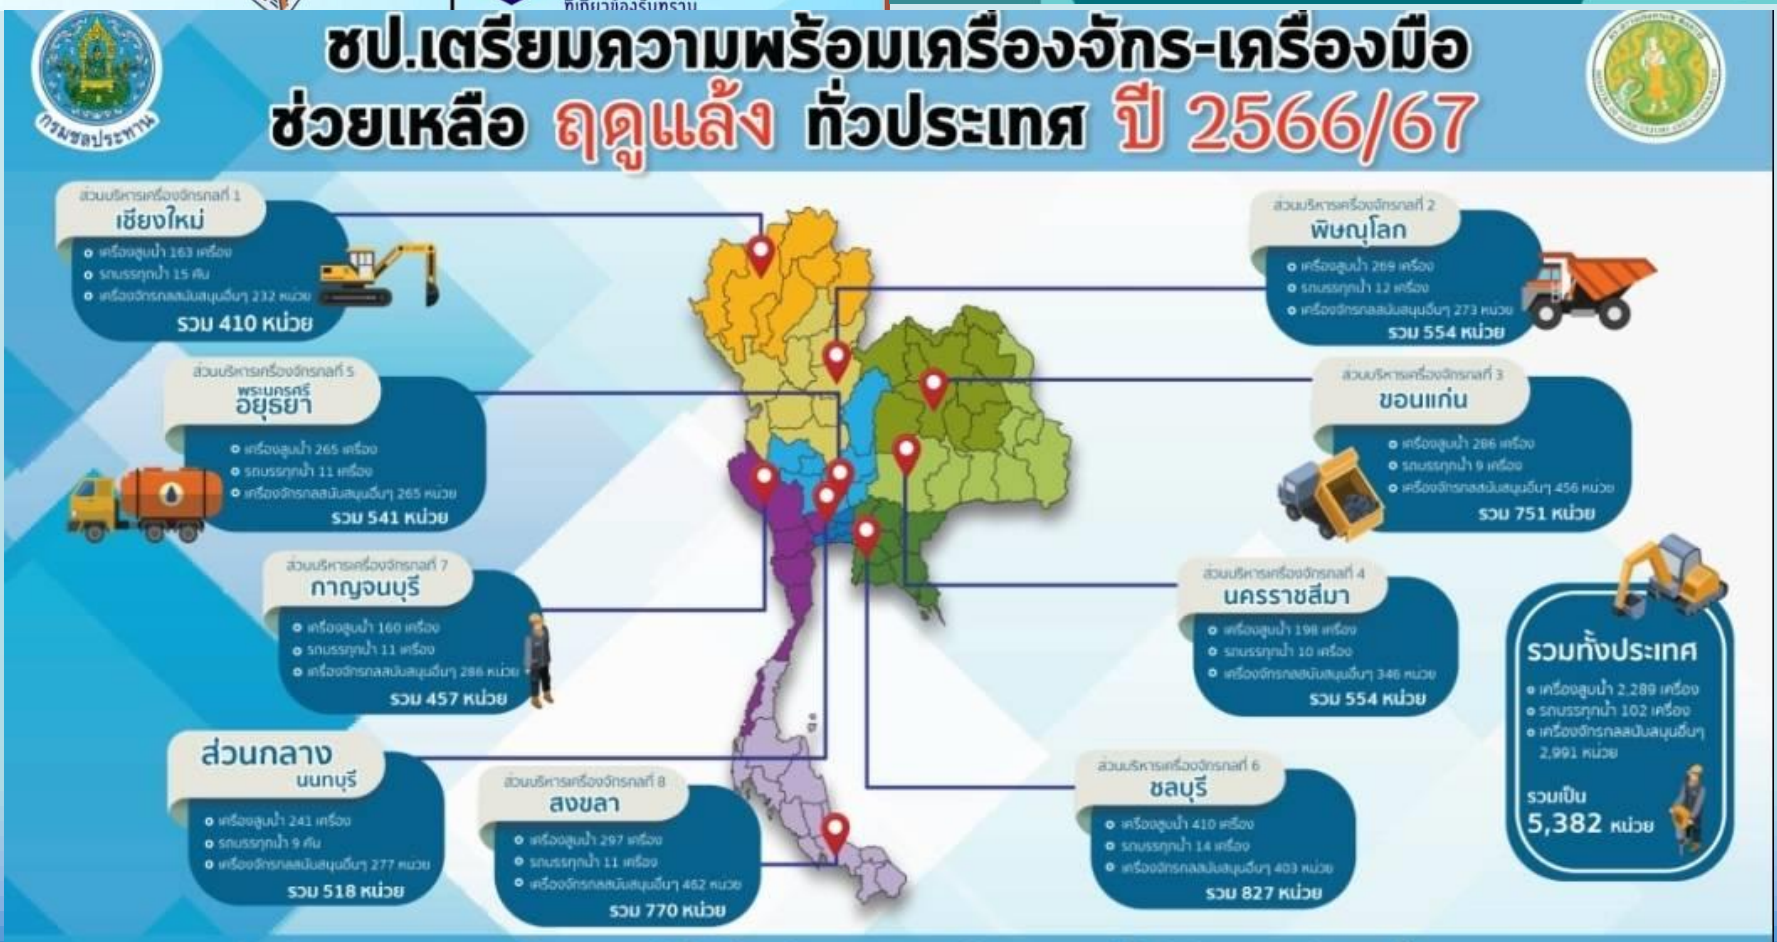 ที่เกี่ยวข้องรับทราบ
กรมชลประทาน
ชป.เตรียมความพร้อมเครื่องจักร-เครื่องมือ
ช่วยเหลือ ฤดูแล้ง ทั่วประเทศ ปี 2566/67
ส่วนบริหารเครื่องจักรกลที่ 1
เชียงใหม่
เครื่องสูบน้ำ 163 เครื่อง
รถบรรทุกน้ำ 15 คัน
เครื่องจักรกลสนับสนุนอื่นๆ 232 หน่วย
รวม 410 หน่วย
ส่วนบริหารเครื่องจักรกลที่ 2
พิษณุโลก
เครื่องสูบน้ำ 269 เครื่อง
รถบรรทุกน้ำ 12 เครื่อง
เครื่องจักรกลสนับสนุนอื่นๆ 273 หน่วย
รวม 554 หน่วย
ส่วนบริหารเครื่องจักรกลที่ 5
พระนครศรี
อยุธยา
เครื่องสูบน้ำ 265 เครื่อง
รถบรรทุกน้ำ 11 เครื่อง
เครื่องจักรกลสนับสนุนอื่นๆ 265 หน่วย
รวม 541 หน่วย
ส่วนบริหารเครื่องจักรกลที่ 3
ขอนแก่น
เครื่องสูบน้ำ 286 เครื่อง
รถบรรทุกน้ำ 9 เครื่อง
เครื่องจักรกลสนับสนุนอื่นๆ 456 หน่วย
รวม 751 หน่วย
ส่วนบริหารเครื่องจักรกลที่ 7
กาญจนบุรี
เครื่องสูบน้ำ 160 เครื่อง
รถบรรทุกน้ำ 11 เครื่อง
เครื่องจักรกลสนับสนุนอื่นๆ 286 หน่วย
รวม 457 หน่วย
ส่วนบริหารเครื่องจักรกลที่ 4
นครราชสีมา
เครื่องสูบน้ำ 198 เครื่อง
รถบรรทุกน้ำ 10 เครื่อง
เครื่องจักรกลสนับสนุนอื่นๆ 346 หน่วย
รวม 554 หน่วย
รวมทั้งประเทศ
เครื่องสูบน้ำ 2,289 เครื่อง
รถบรรทุกน้ำ 102 เครื่อง
เครื่องจักรกลสนับสนุนอื่นๆ
2,991 หน่วย
รวมเป็น
5,382 หน่วย
ส่วนกลาง
นนทบุรี
เครื่องสูบน้ำ 241 เครื่อง
รถบรรทุกน้ำ 9 คัน
เครื่องจักรกลสนับสนุนอื่นๆ 277 หน่วย
รวม 518 หน่วย
ส่วนบริหารเครื่องจักรกลที่ 8
สงขลา
เครื่องสูบน้ำ 297 เครื่อง
รถบรรทุกน้ำ 11 เครื่อง
เครื่องจักรกลสนับสนุนอื่นๆ 462 หน่วย
รวม 770 หน่วย
ส่วนบริหารเครื่องจักรกลที่ 6
ชลบุรี
เครื่องสูบน้ำ 410 เครื่อง
รถบรรทุกน้ำ 14 เครื่อง
เครื่องจักรกลสนับสนุนอื่นๆ 403 หน่วย
รวม 827 หน่วย